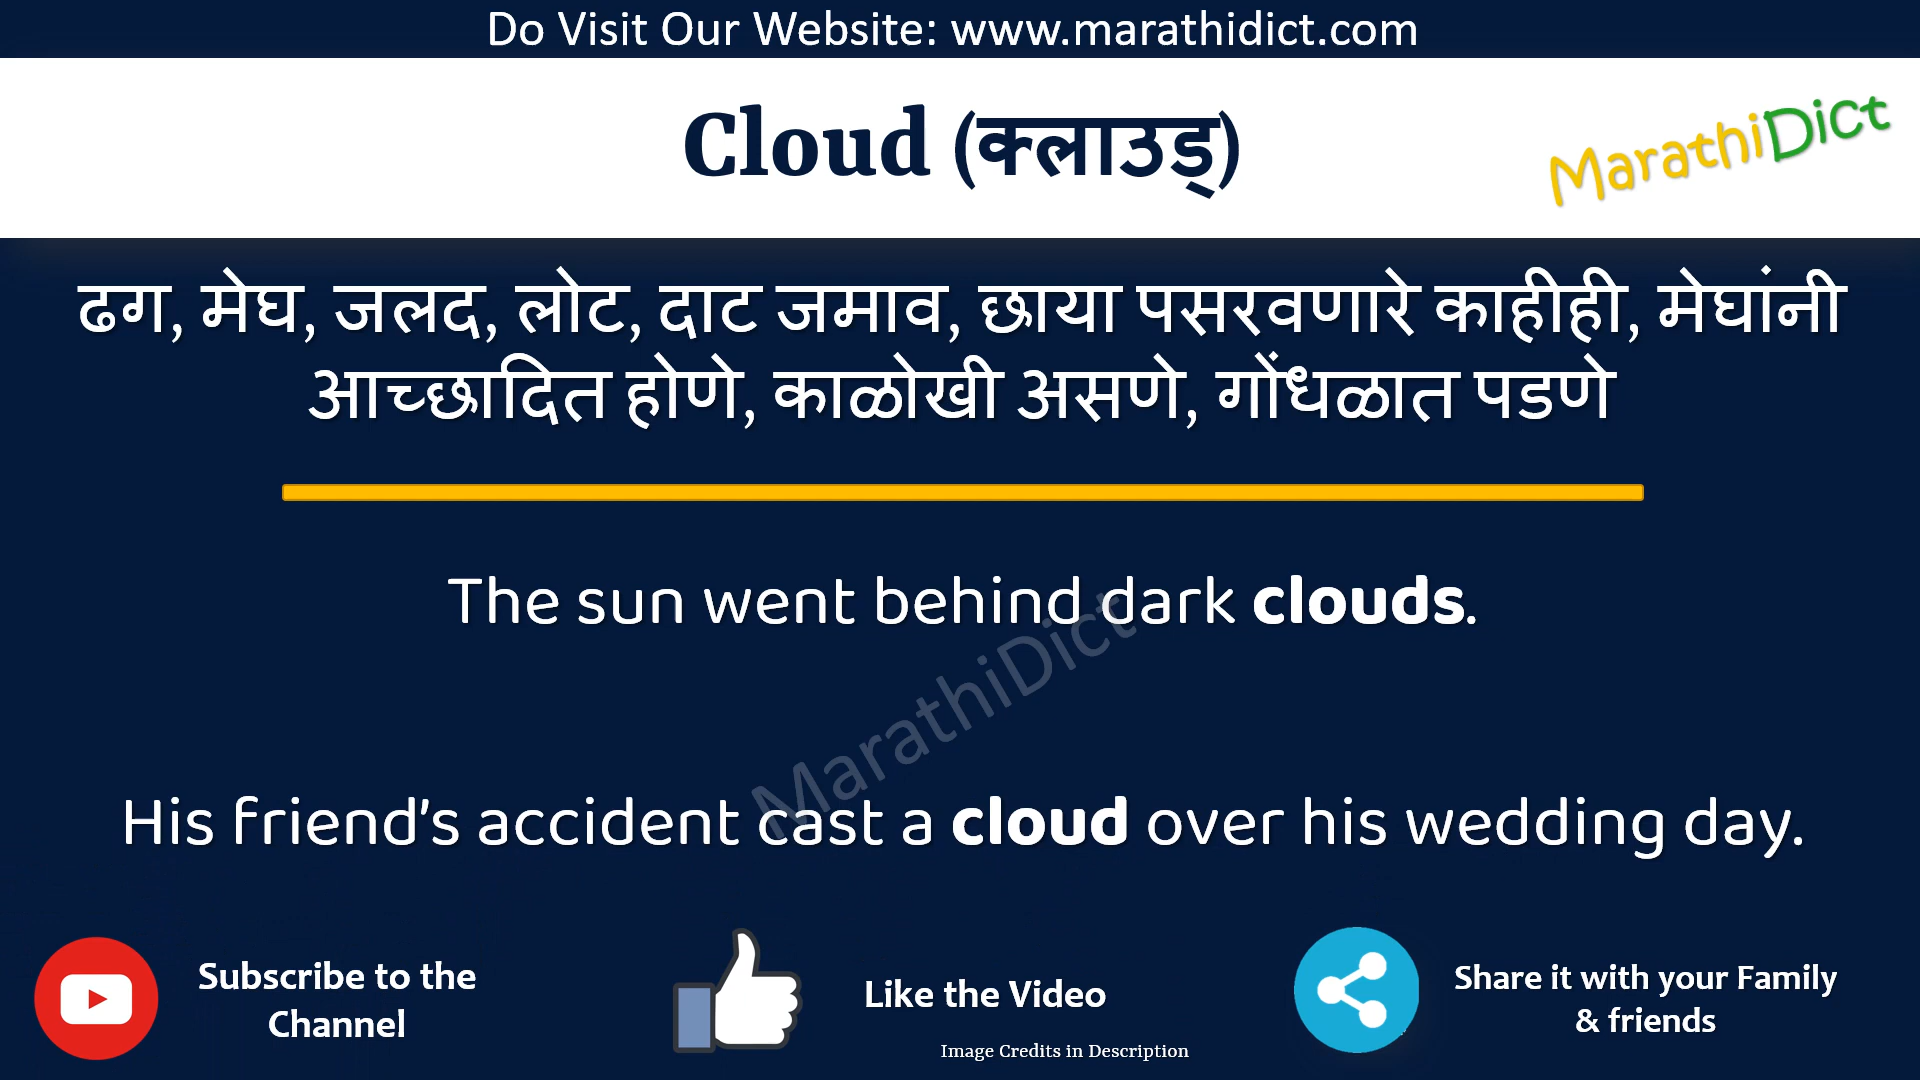 Do Visit Our Website: www.marathidict.com
Cloud (क्लाउड्)
MarathiDict
ढग, मेघ, जलद, लोट, दाट जमाव, छाया पसरवणारे काहीही, मेघांनी
आच्छादित होणे, काळोखी असणे, गोंधळात पडणे
The sun went behind dark clouds.
MarathiDict
His friend's accident cast a cloud over his wedding day.
Subscribe to the
Channel
Like the Video
Share it with your Family
& friends
Image Credits in Description